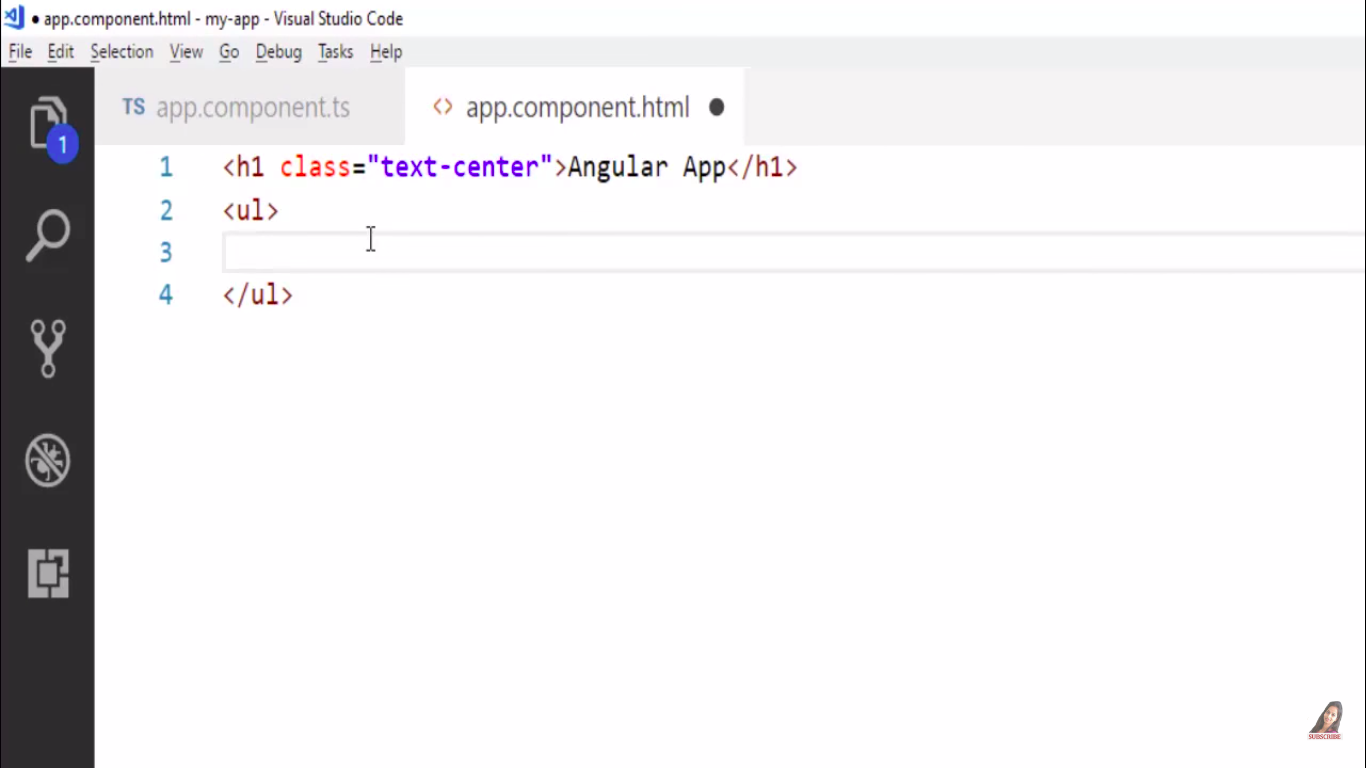 app.component.html - my-app - Visual Studio Code
File Edit Selection View Go Debug Tasks Help
TS app.component.ts <> app.component.html
1
1 <h1 class="text-center">Angular App</h1>
2 <ul>
3
4 </ul>
SUBSCRIBE